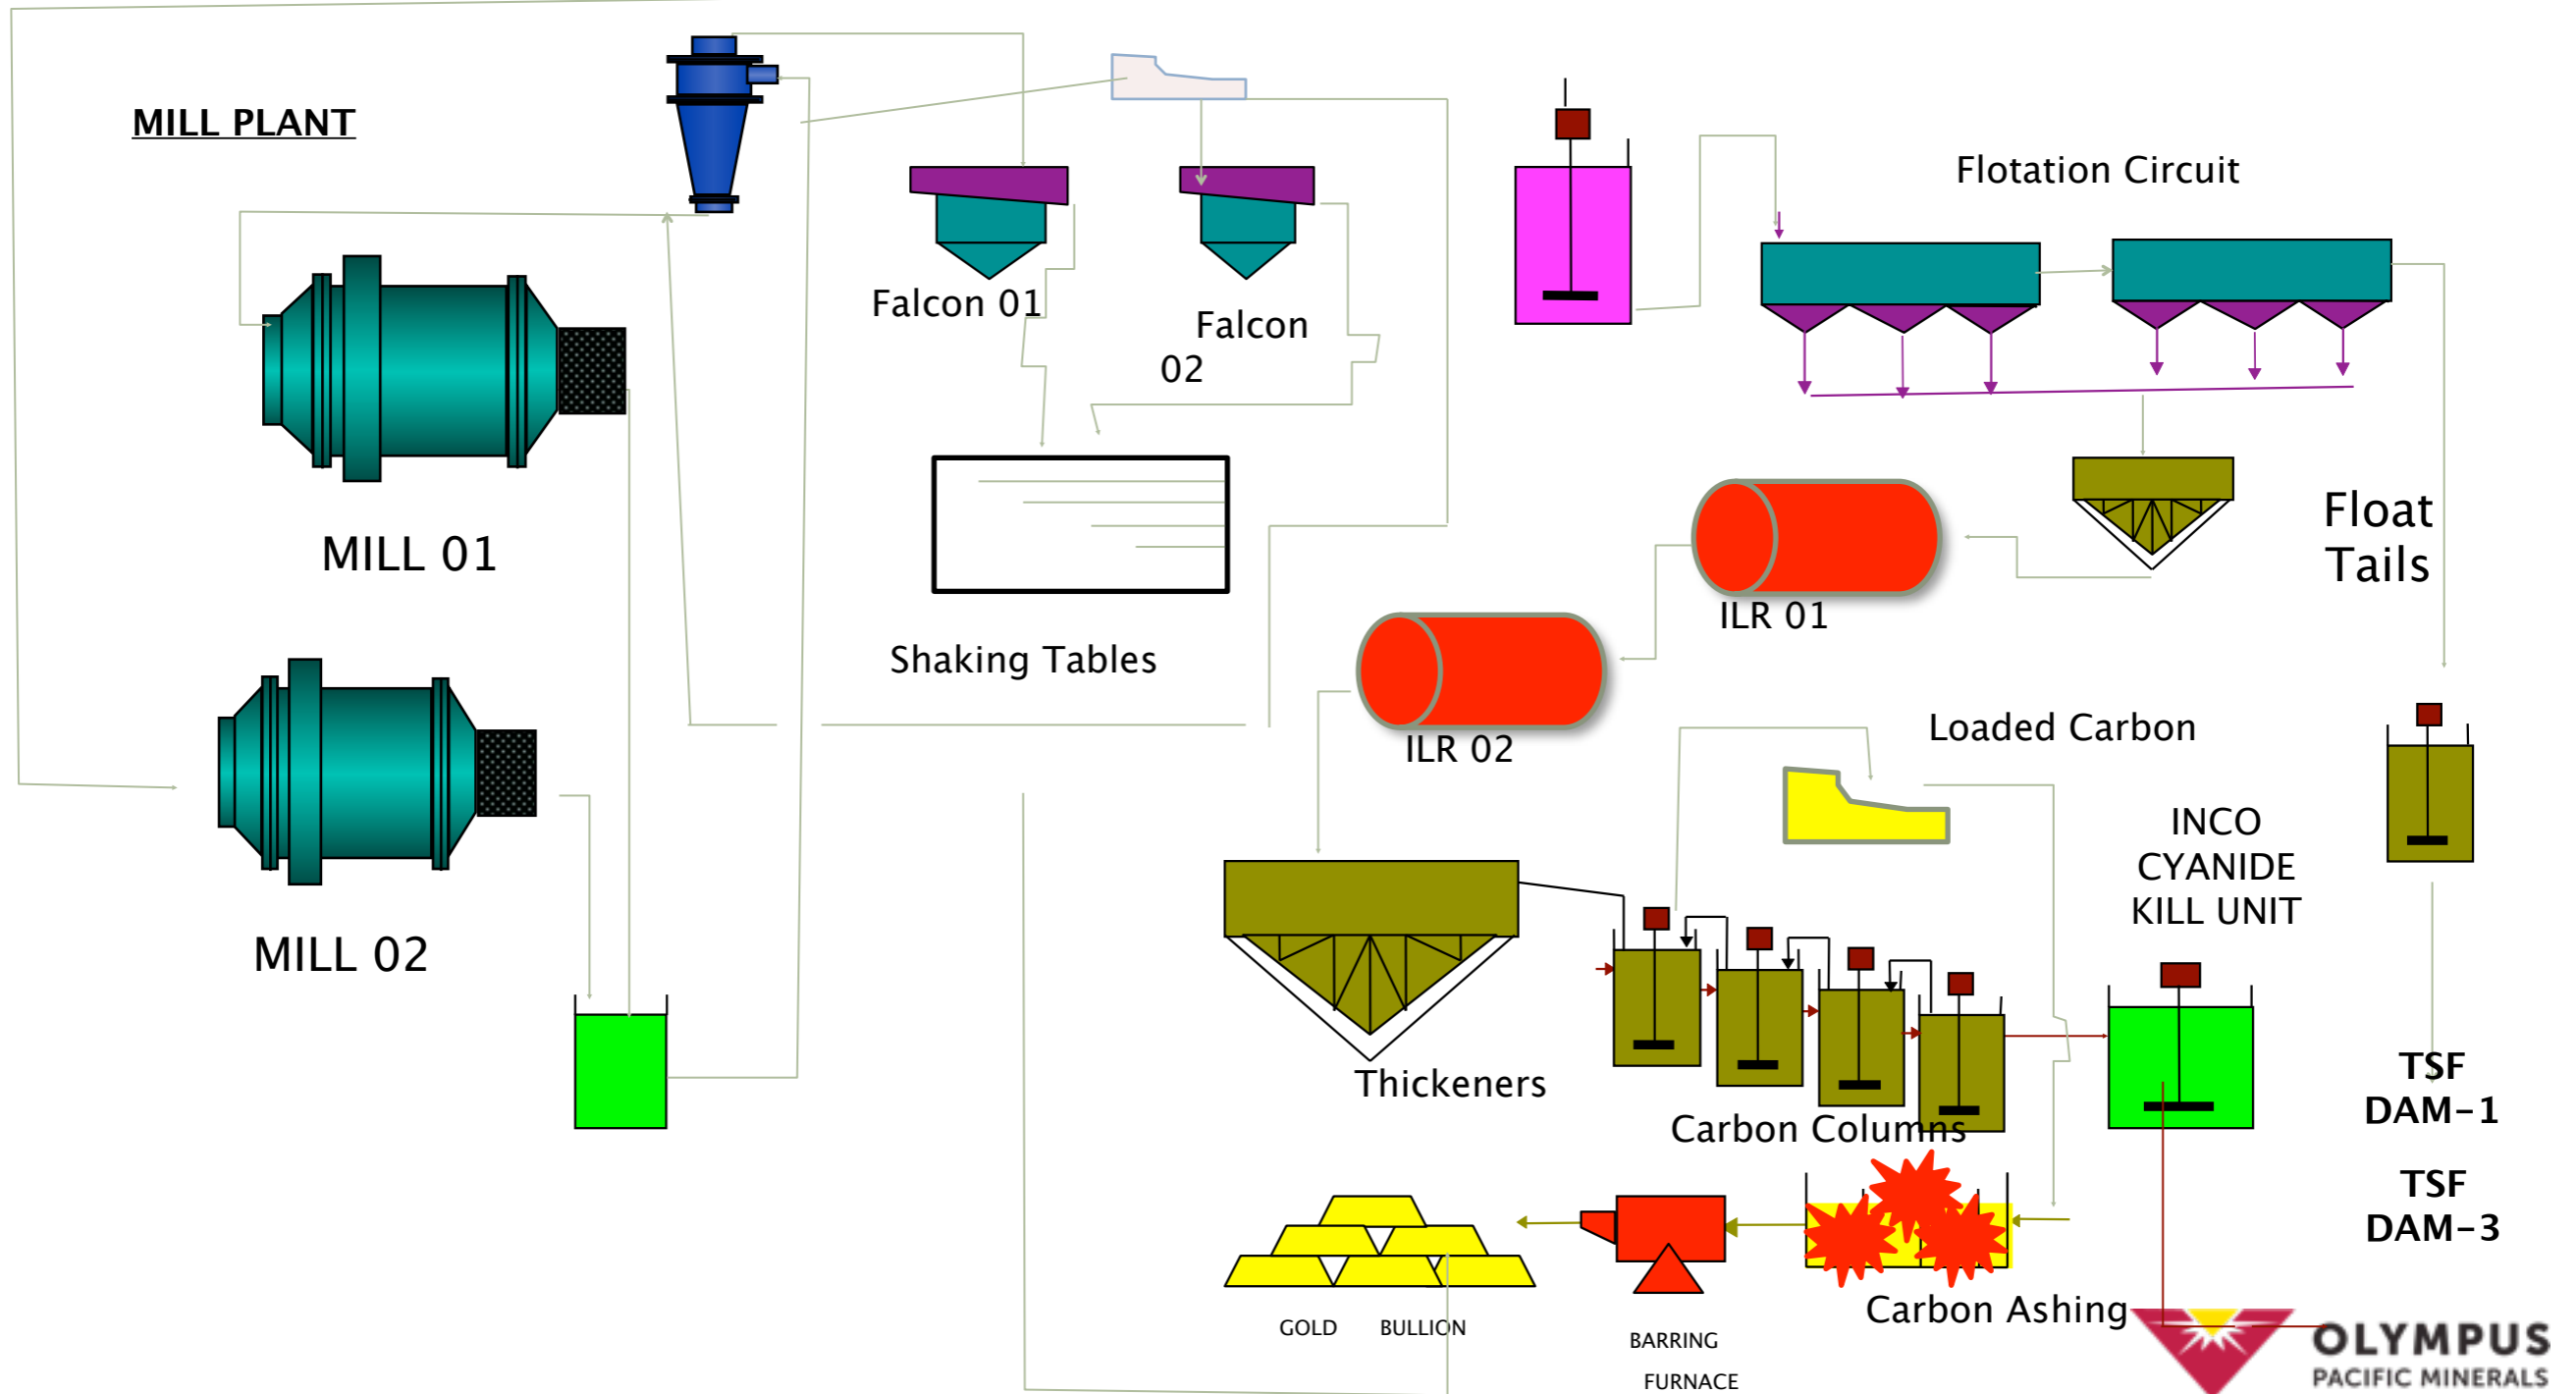 MILL PLANT
Flotation Circuit
Falcon 01
Falcon
02
MILL 01
Float
Tails
ILR 01
Shaking Tables
ILR 02
Loaded Carbon
INCO
CYANIDE
KILL UNIT
MILL 02
Thickeners
TSF
DAM-1
Carbon Columns
TSF
DAM-3
Carbon Ashing
GOLD BULLION
BARRING
FURNACE
OLYMPUS
PACIFIC MINERALS